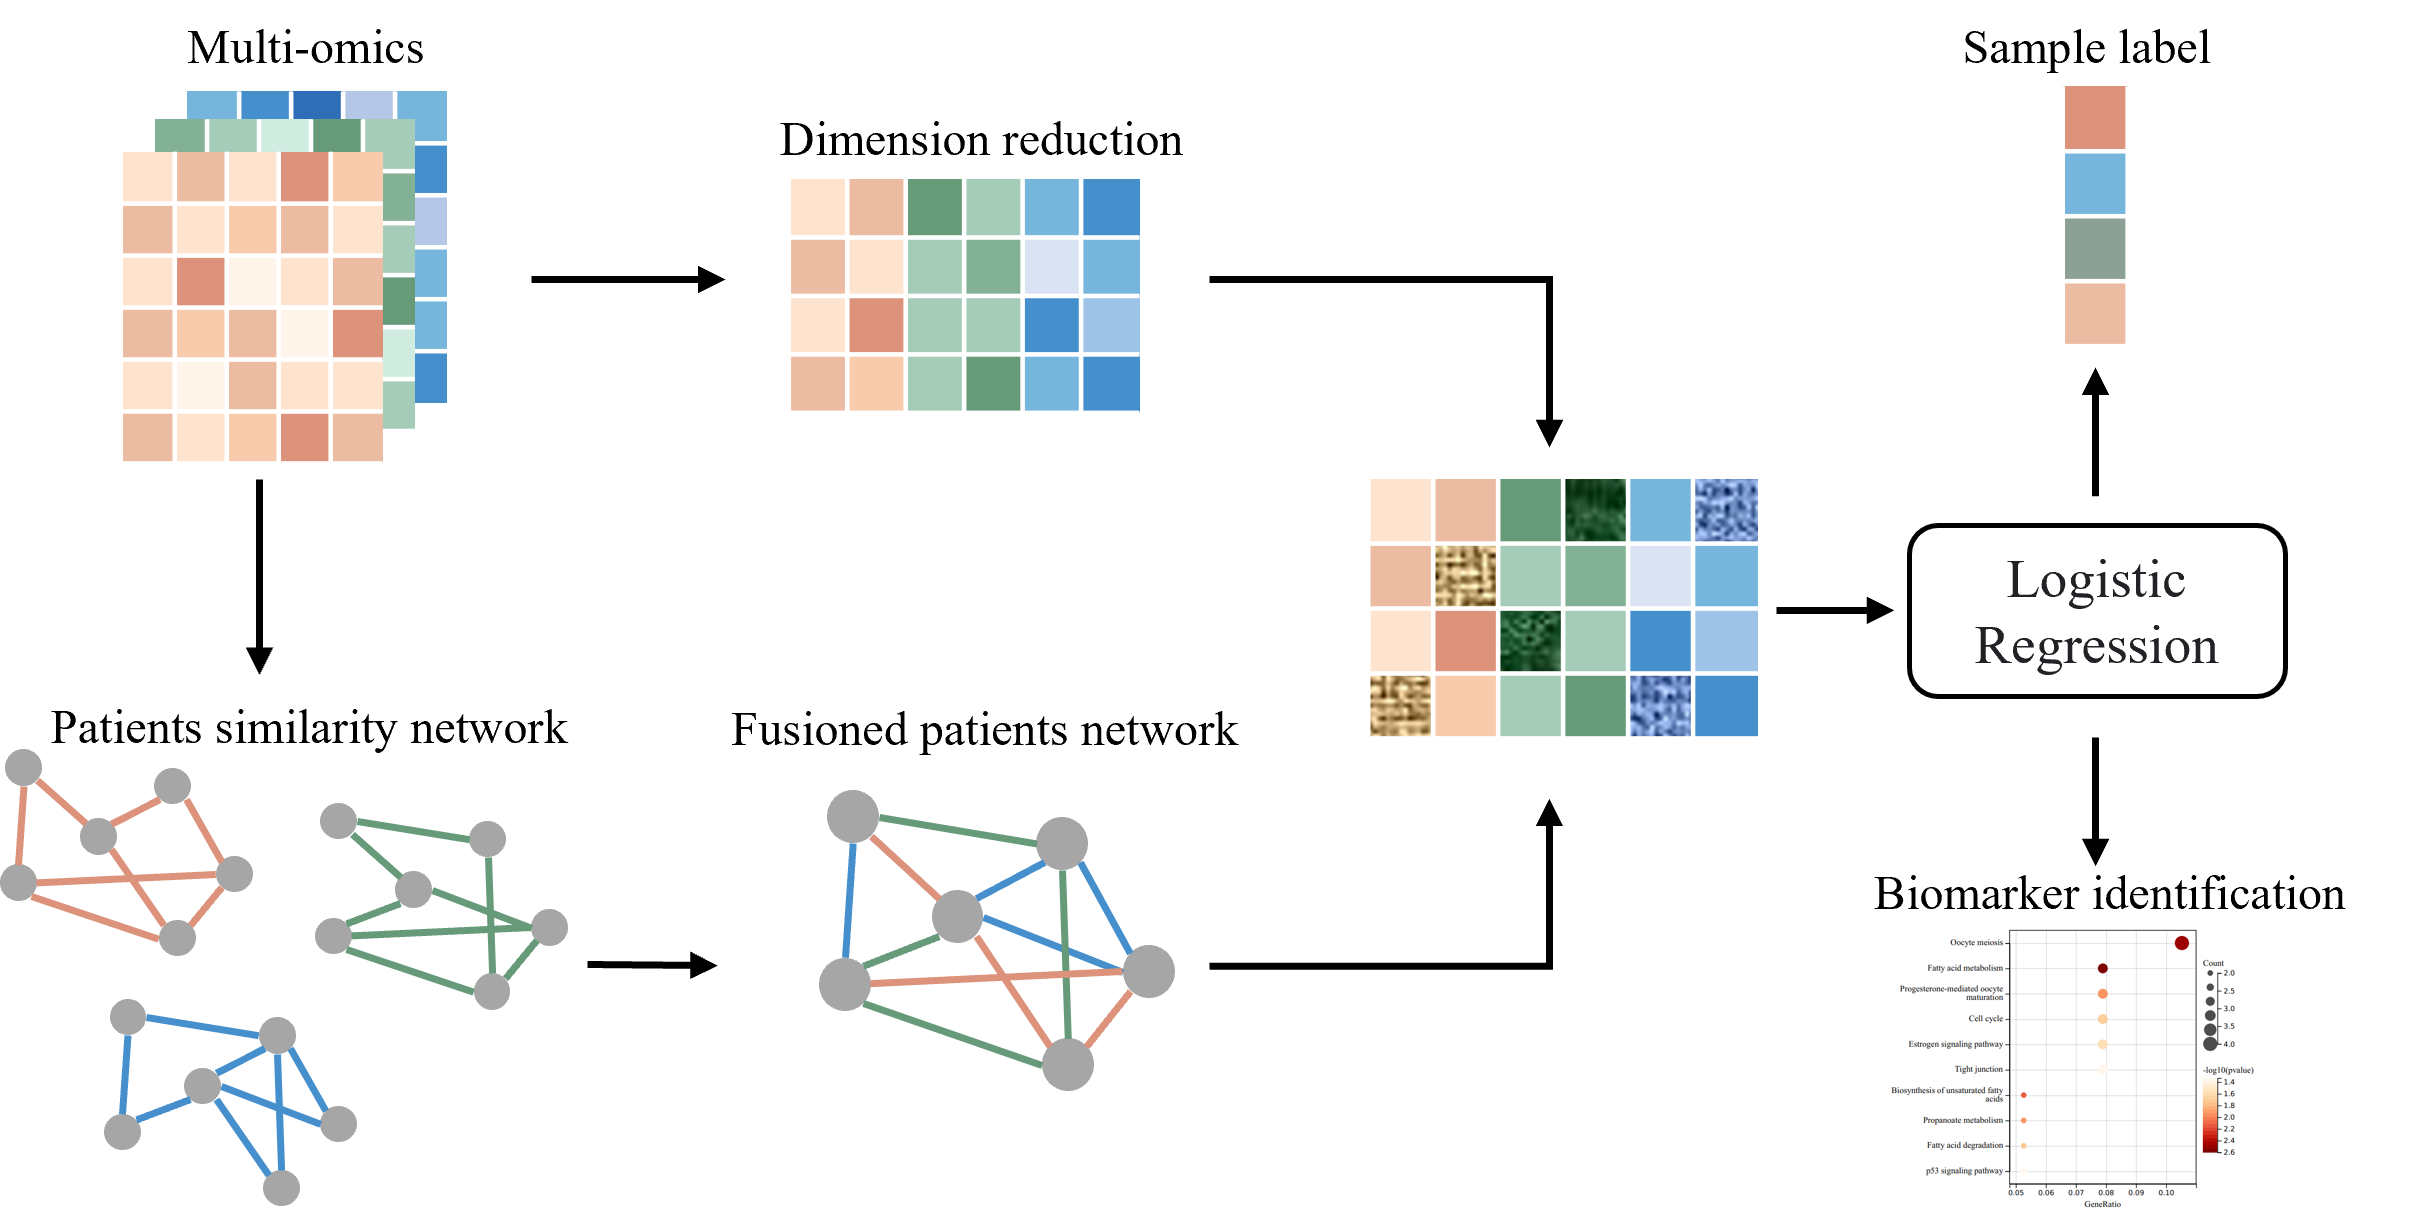 Multi-omics
Sample label
Dimension reduction
Logistic
Regression
Patients similarity network
Fusioned patients network
Biomarker identification
Oocyte meiosis
Fatty acid metabolism
Progesterone-mediated oocyte
maturation
Cell cycle
Estrogen signaling pathway
Tight junction
Biosynthesis of unsaturated fatty
acids
Propanoate metabolism
Fatty acid degradation
p53 signaling pathway
0.05 0.06 0.07 0.08 0.09 0.10
GeneRatio
Count
2.0
2.5
3.0
3.5
4.0
-log10(pvalue)
1.4
1.6
1.8
2.0
2.2
2.4
2.6